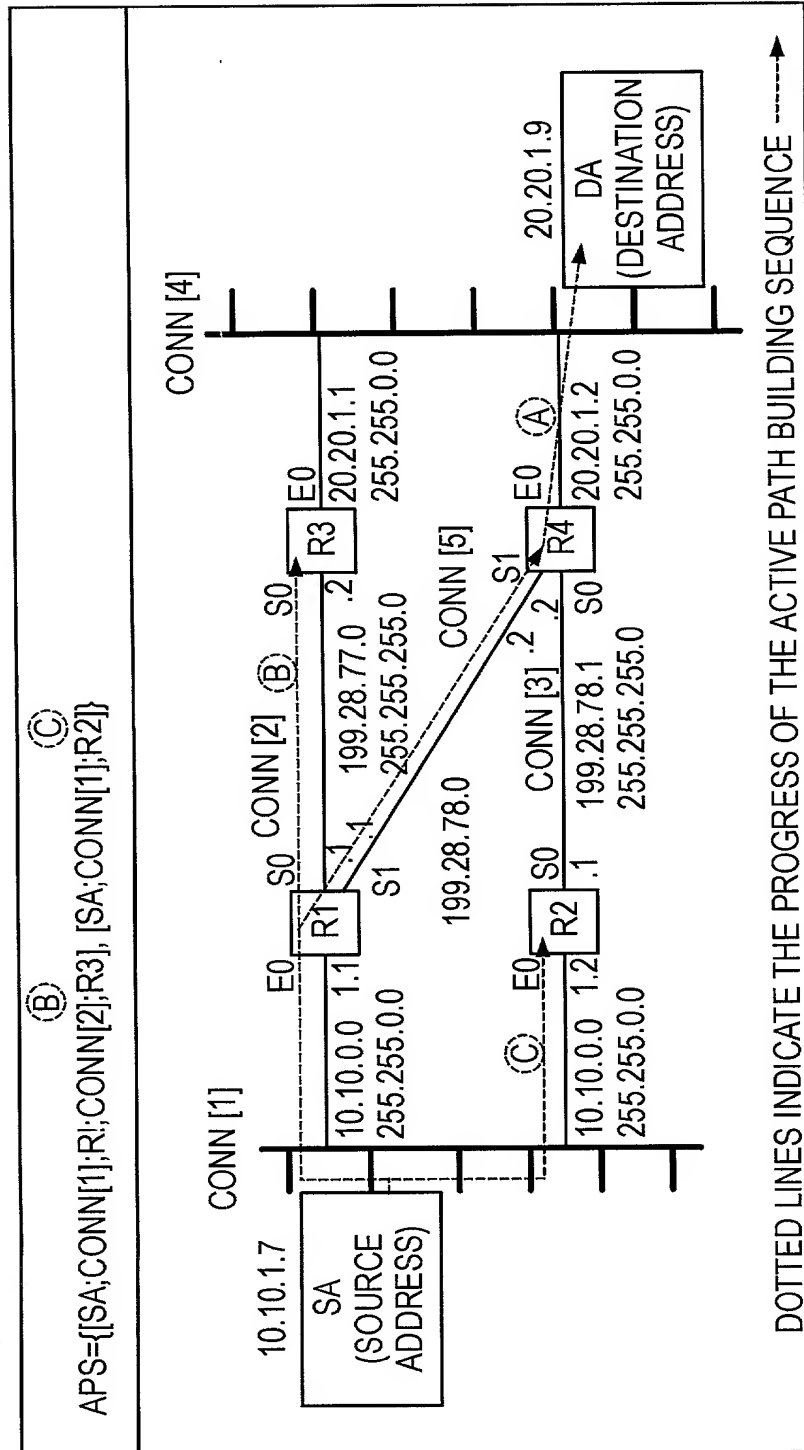 Ⓑ Ⓒ
APS={[SA;CONN[1];RI;CONN[2];R3], [SA;CONN[1];R2]}
CONN [1]
10.10.1.7
SA
(SOURCE
ADDRESS)
E0
R1
S0
10.10.0.0 1.1
255.255.0.0
S1
.1
.1
CONN [2]
Ⓑ
199.28.77.0
255.255.255.0
S0
R3
E0
.2
20.20.1.1
255.255.0.0
CONN [4]
199.28.78.0
CONN [5]
S1
.2
Ⓒ
E0
R2
S0
10.10.0.0 1.2
255.255.0.0
.1
CONN [3]
199.28.78.1
255.255.255.0
.2
S0
R4
E0
Ⓐ
20.20.1.2
255.255.0.0
20.20.1.9
DA
(DESTINATION
ADDRESS)
DOTTED LINES INDICATE THE PROGRESS OF THE ACTIVE PATH BUILDING SEQUENCE